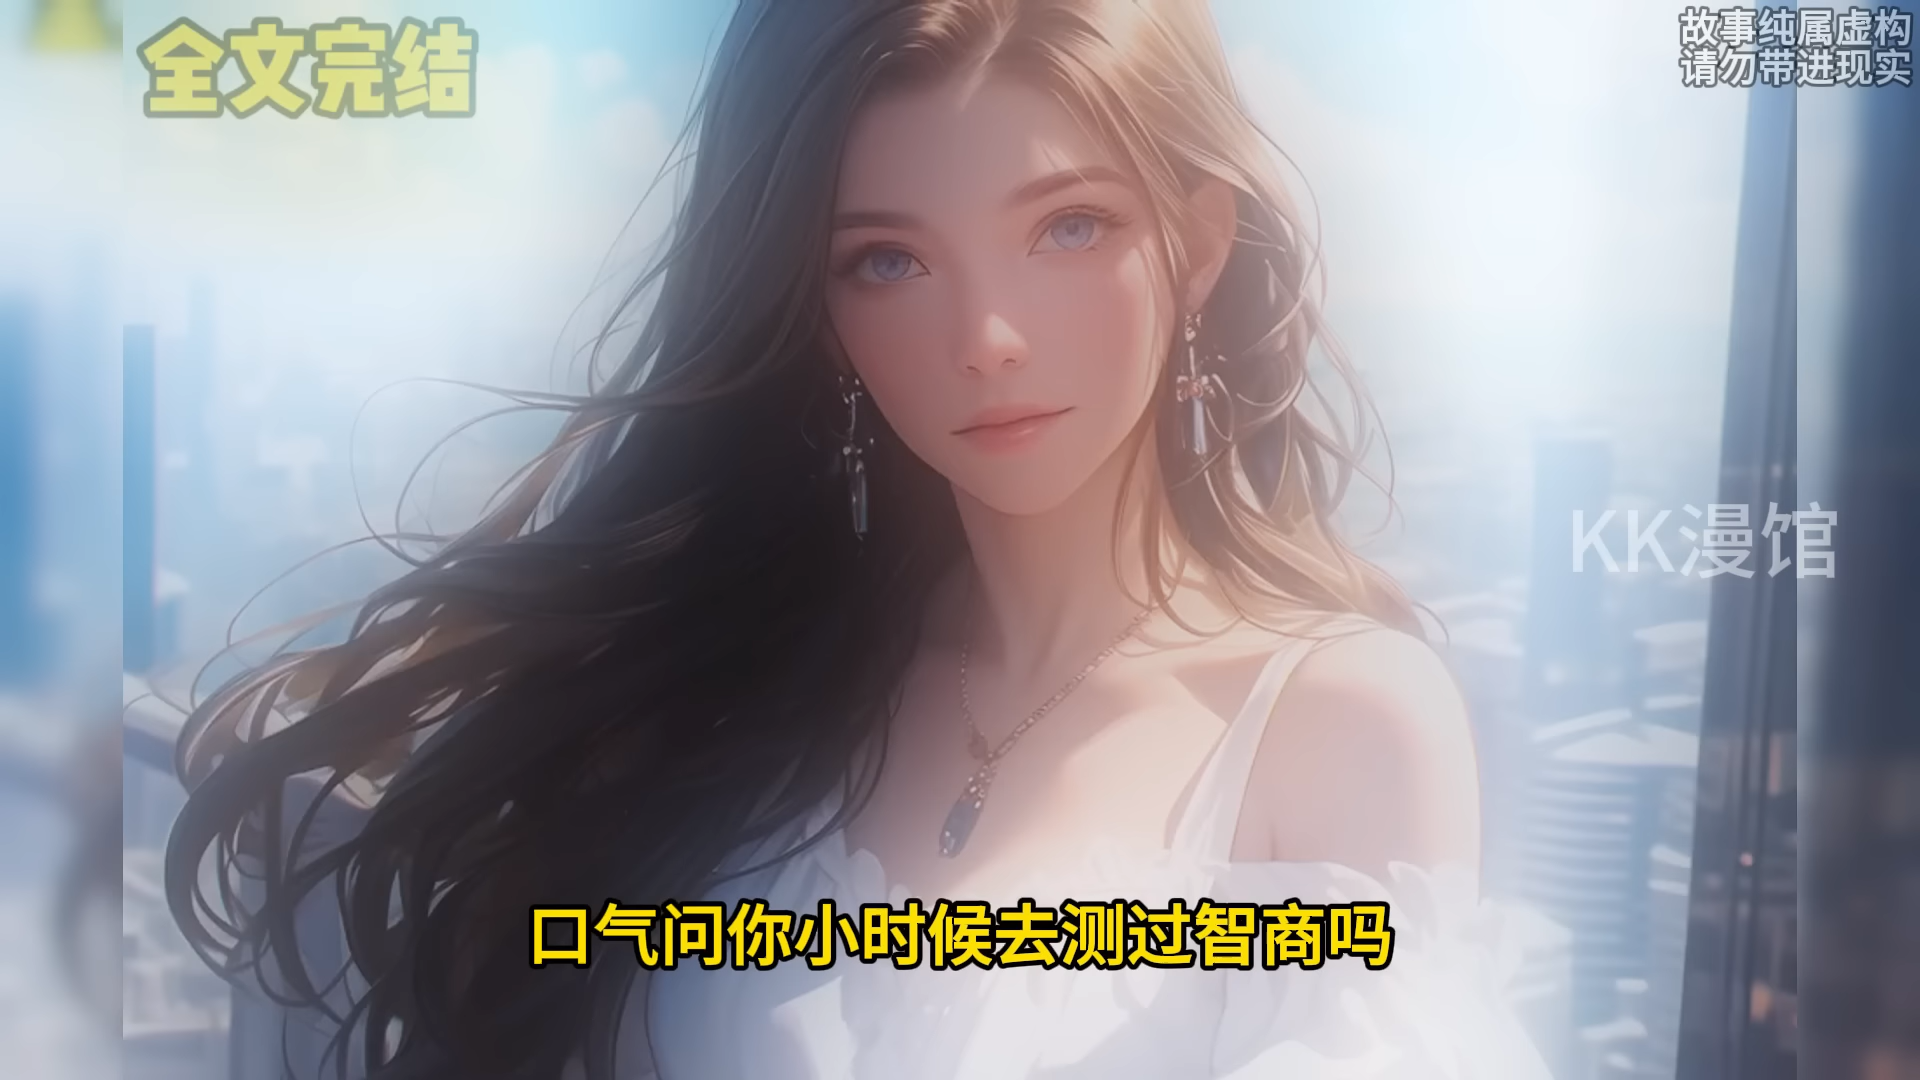 全文完结
故事纯属虚构
请勿带进现实
KK漫馆
口气问你小时候去测过智商吗